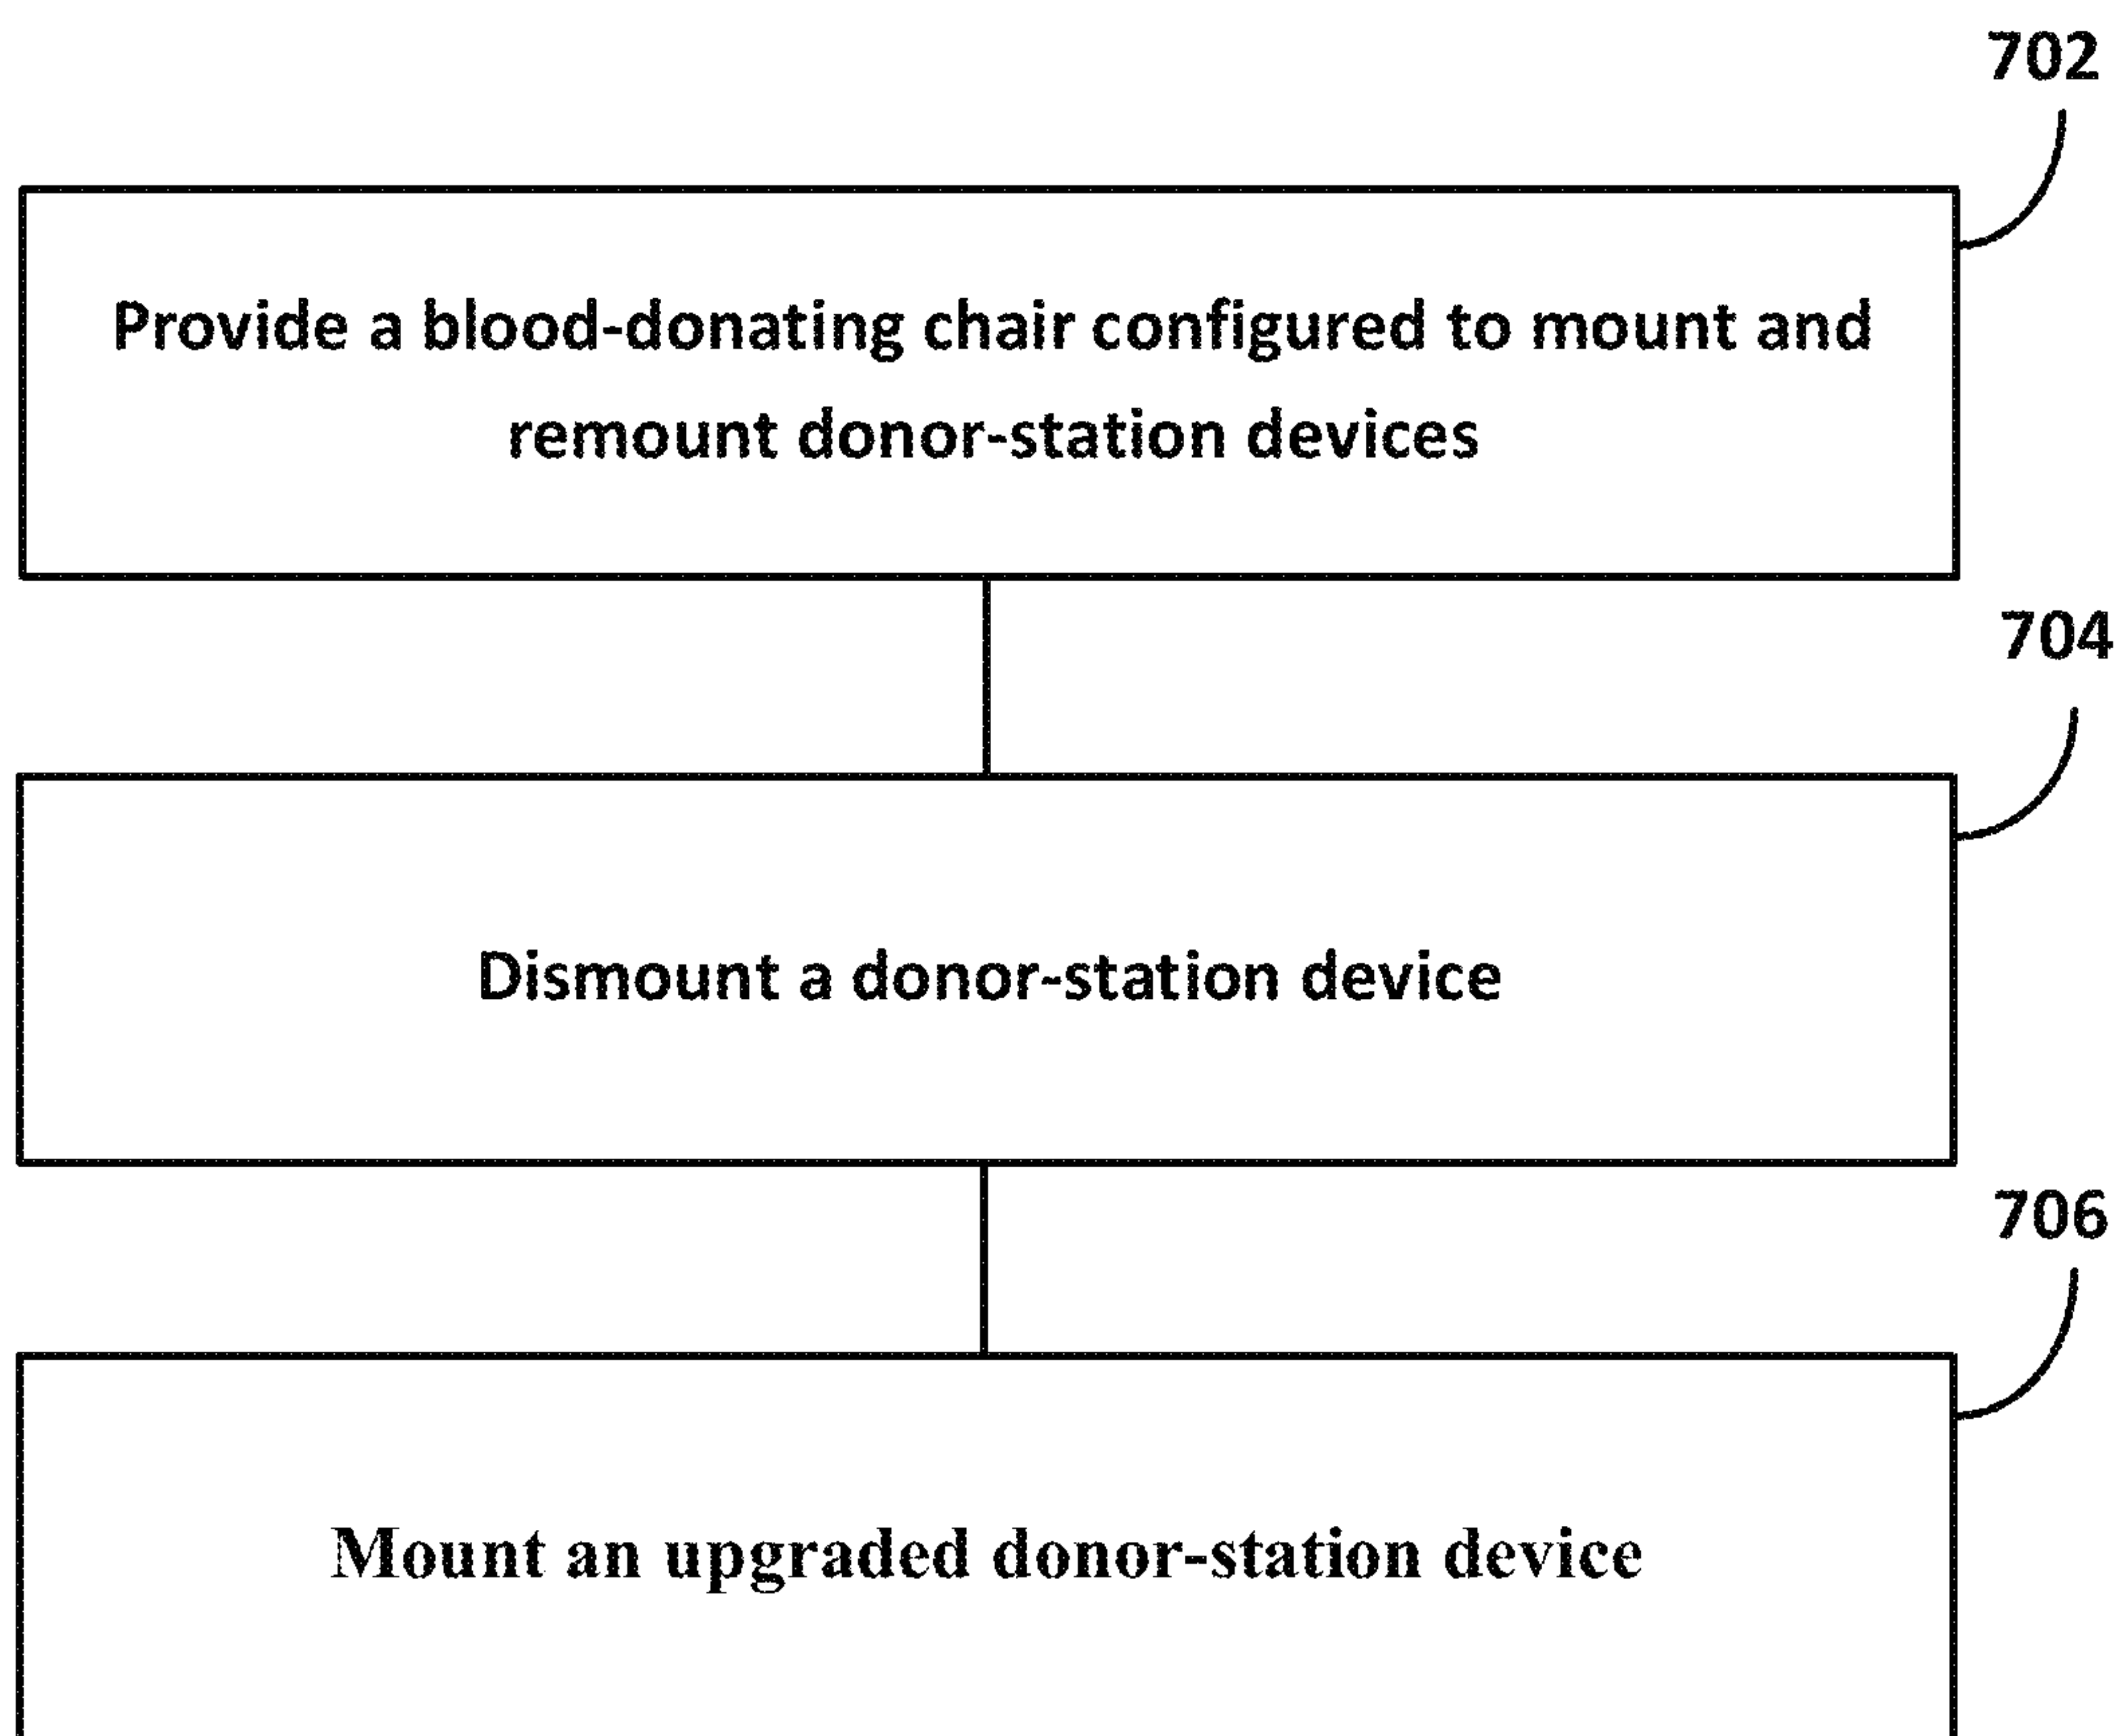 702
Provide a blood-donating chair configured to mount and
remount donor-station devices
704
Dismount a donor-station device
706
Mount an upgraded donor-station device